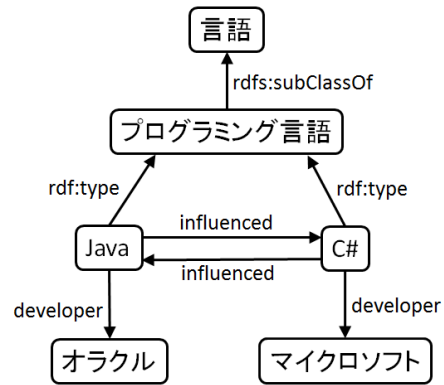 言語
rdfs:subClassOf
プログラミング言語
rdf:type
rdf:type
influenced
Java
C#
influenced
developer
developer
オラクル
マイクロソフト